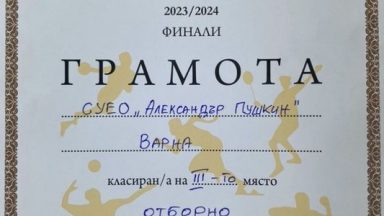 2023/2024
ФИНАЛИ
ГРАМОТА
СУЕО „Александър Пушкин"
Варна
класиран/а на III-то място
ОТБОРНО